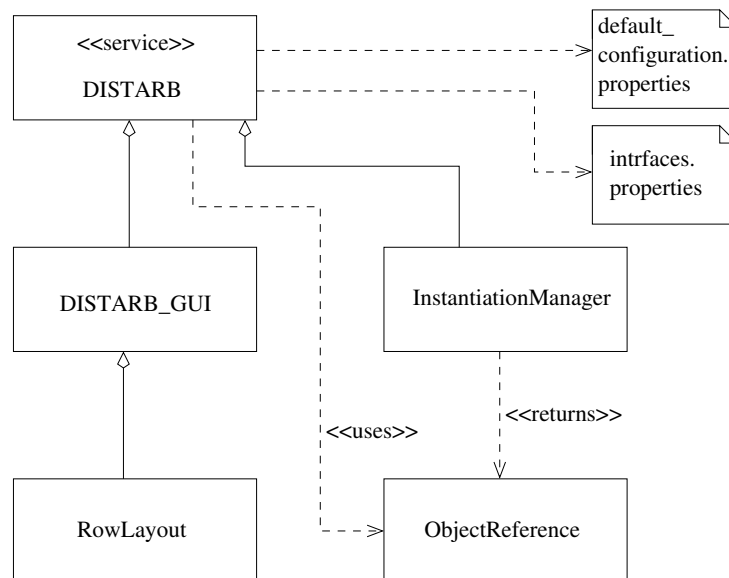 <<service>>
DISTARB
default_
configuration.
properties
intrfaces.
properties
DISTARB_GUI
InstantiationManager
<<uses>>
<<returns>>
RowLayout
ObjectReference